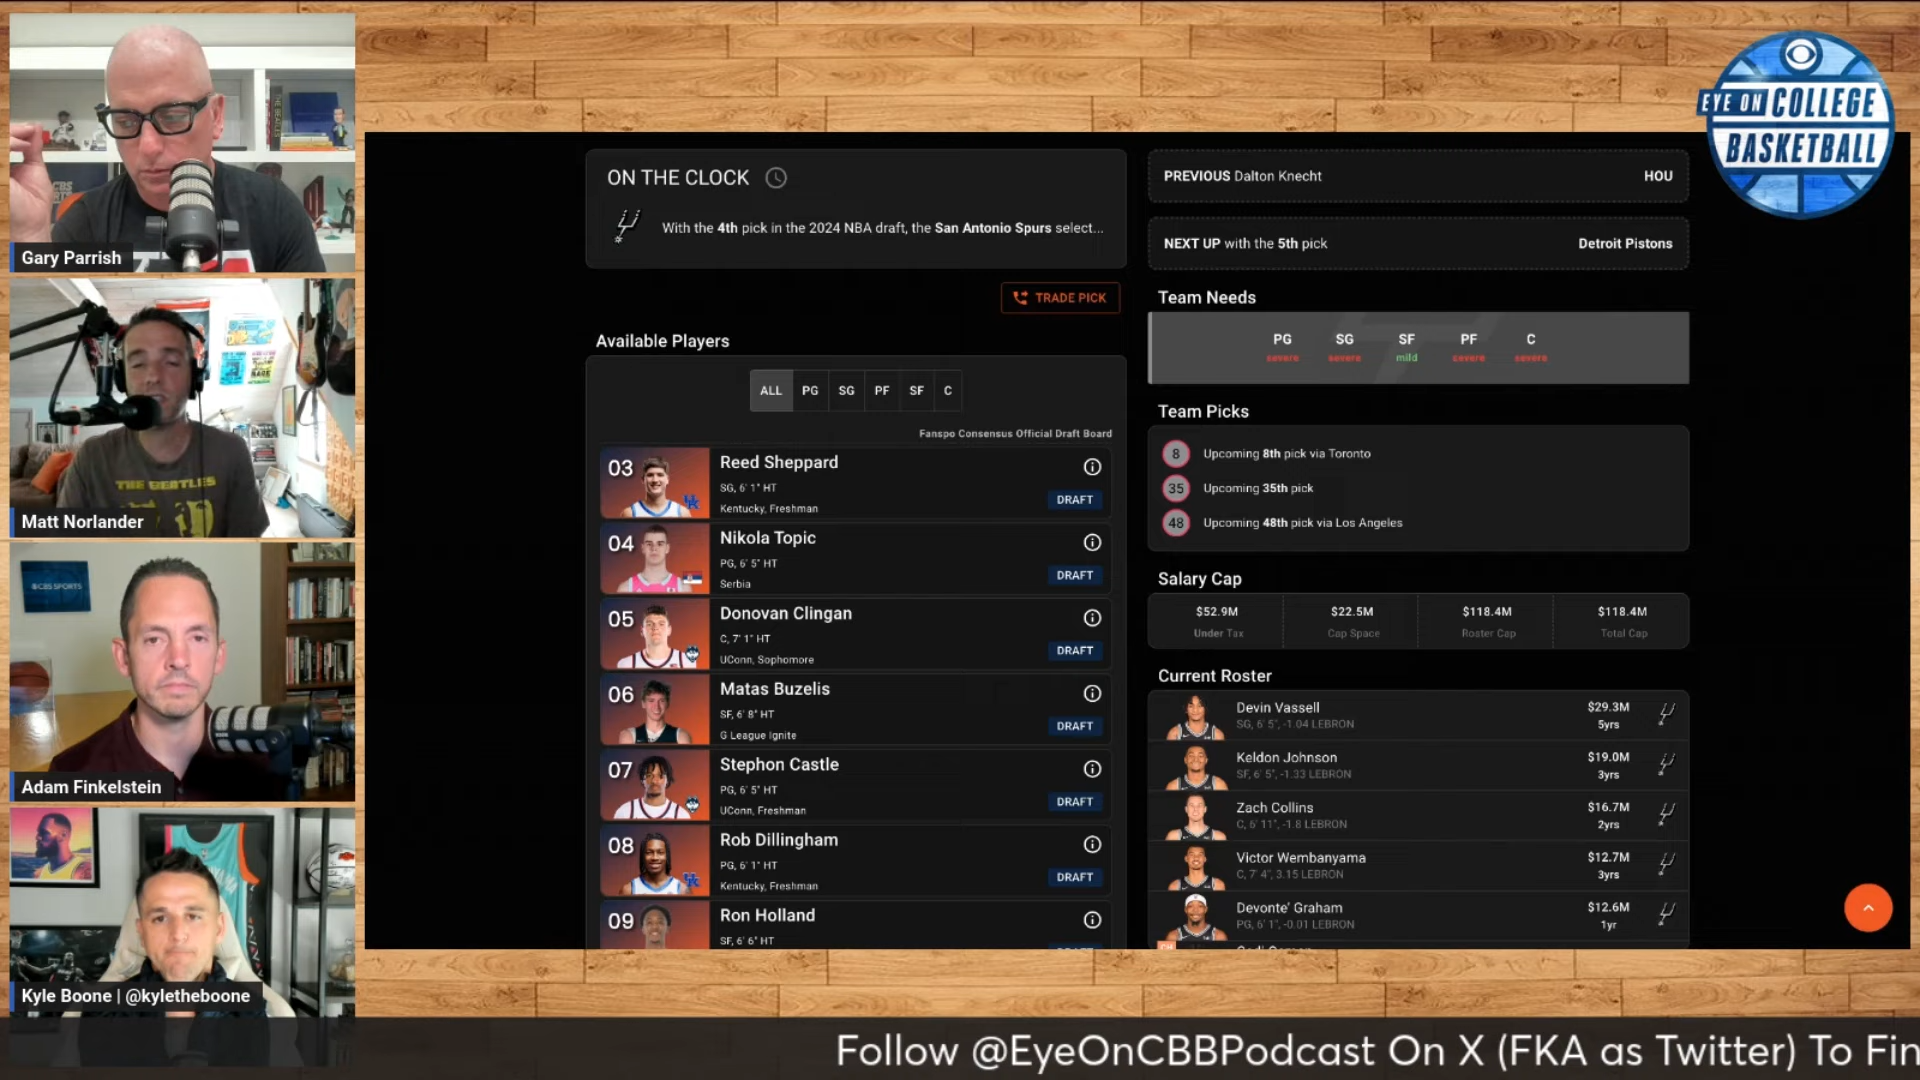 Gary Parrish
THE BEATLES
Matt Norlander
CBS SPORTS
Adam Finkelstein
Kyle Boone | @kyletheboone
ON THE CLOCK
With the 4th pick in the 2024 NBA draft, the San Antonio Spurs select...
TRADE PICK
Available Players
ALL PG SG PF SF C
Fanspo Consensus Official Draft Board
03 Reed Sheppard
SG, 6' 1" HT
Kentucky, Freshman
DRAFT
04 Nikola Topic
PG, 6' 5" HT
Serbia
DRAFT
05 Donovan Clingan
C, 7' 1" HT
UConn, Sophomore
DRAFT
06 Matas Buzelis
SF, 6' 8" HT
G League Ignite
DRAFT
07 Stephon Castle
PG, 6' 5" HT
UConn, Freshman
DRAFT
08 Rob Dillingham
PG, 6' 1" HT
Kentucky, Freshman
DRAFT
09 Ron Holland
SF, 6' 6" HT
PREVIOUS Dalton Knecht HOU
NEXT UP with the 5th pick Detroit Pistons
Team Needs
PG SG SF PF C
severe severe mild severe severe
Team Picks
8 Upcoming 8th pick via Toronto
35 Upcoming 35th pick
48 Upcoming 48th pick via Los Angeles
Salary Cap
$52.9M $22.5M $118.4M $118.4M
Under Tax Cap Space Roster Cap Total Cap
Current Roster
Devin Vassell $29.3M
SG, 6' 5", -1.04 LEBRON 5yrs
Keldon Johnson $19.0M
SF, 6' 5", -1.33 LEBRON 3yrs
Zach Collins $16.7M
C, 6' 11", -1.8 LEBRON 2yrs
Victor Wembanyama $12.7M
C, 7' 4", 3.15 LEBRON 3yrs
Devonte' Graham $12.6M
PG, 6' 1", -0.01 LEBRON 1yr
EYE ON COLLEGE
BASKETBALL
Follow @EyeOnCBBPodcast On X (FKA as Twitter) To Fin